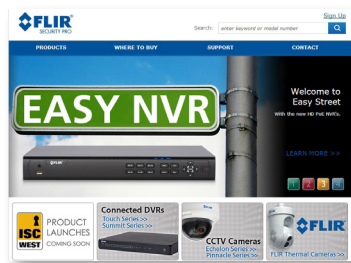 FLIR
SECURITY PRO
Sign Up
Search: enter keyword or model number
PRODUCTS
WHERE TO BUY
SUPPORT
CONTACT
EASY NVR
Welcome to
Easy Street
With the new HD PoE NVR's.
LEARN MORE >>
1 2 3 4
FLIR
ISC
WEST
PRODUCT
LAUNCHES
COMING SOON
Connected DVRs
Touch Series >>
Summit Series >>
CCTV Cameras
Echelon Series >>
Pinnacle Series >>
FLIR
FLIR Thermal Cameras >>